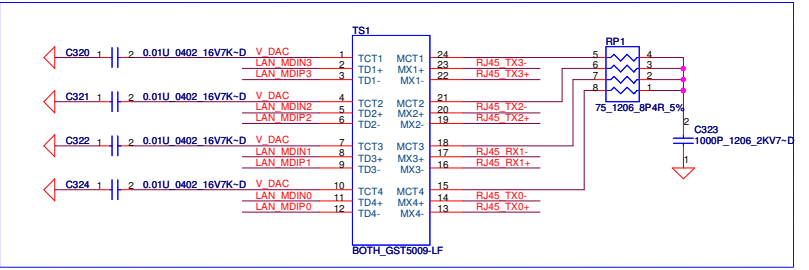 TS1
C320 1 2 0.01U_0402_16V7K~D V_DAC 1 TCT1 MCT1 24
LAN_MDIN3 2 TD1+ MX1+ 23 RJ45_TX3-
LAN_MDIP3 3 TD1- MX1- 22 RJ45_TX3+
C321 1 2 0.01U_0402_16V7K~D V_DAC 4 TCT2 MCT2 21
LAN_MDIN2 5 TD2+ MX2+ 20 RJ45_TX2-
LAN_MDIP2 6 TD2- MX2- 19 RJ45_TX2+
C322 1 2 0.01U_0402_16V7K~D V_DAC 7 TCT3 MCT3 18
LAN_MDIN1 8 TD3+ MX3+ 17 RJ45_RX1-
LAN_MDIP1 9 TD3- MX3- 16 RJ45_RX1+
C324 1 2 0.01U_0402_16V7K~D V_DAC 10 TCT4 MCT4 15
LAN_MDIN0 11 TD4+ MX4+ 14 RJ45_TX0-
LAN_MDIP0 12 TD4- MX4- 13 RJ45_TX0+
BOTH_GST5009-LF
RP1
5 4
6 3
7 2
8 1
75_1206_8P4R_5%
2
C323
1000P_1206_2KV7~D
1